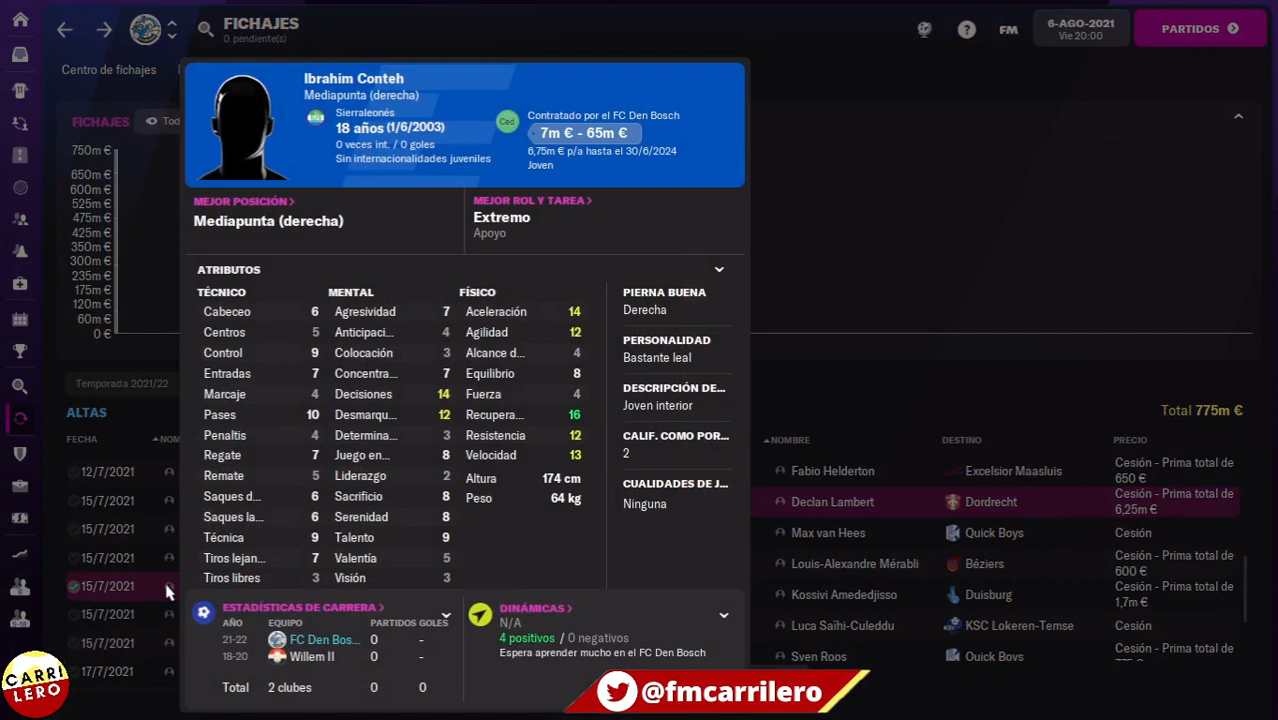 FICHAJES
0 pendiente(s)
FM
6-AGO-2021
Vie 20:00
PARTIDOS
Centro de fichajes
FICHAJES
Tod
750m €
650m €
600m €
525m €
475m €
410m €
350m €
300m €
235m €
175m €
120m €
60m €
0 €
Temporada 2021/22
ALTAS
FECHA
NOM
12/7/2021
15/7/2021
15/7/2021
15/7/2021
15/7/2021
15/7/2021
15/7/2021
17/7/2021
Ibrahim Conteh
Mediapunta (derecha)
Sierraleonés
18 años (1/6/2003)
0 veces int. / 0 goles
Sin internacionalidades juveniles
Ced
Contratado por el FC Den Bosch
7m € - 65m €
6,75m € p/a hasta el 30/6/2024
Joven
MEJOR POSICIÓN
Mediapunta (derecha)
MEJOR ROL Y TAREA
Extremo
Apoyo
ATRIBUTOS
TÉCNICO
Cabeceo 6
Centros 5
Control 9
Entradas 7
Marcaje 4
Pases 10
Penaltis 4
Regate 7
Remate 5
Saques d... 6
Saques la... 6
Técnica 9
Tiros lejan... 7
Tiros libres 3
MENTAL
Agresividad 7
Anticipaci... 4
Colocación 3
Concentra... 7
Decisiones 14
Desmarqu... 12
Determina... 3
Juego en... 8
Liderazgo 2
Sacrificio 8
Serenidad 8
Talento 9
Valentía 5
Visión 3
FÍSICO
Aceleración 14
Agilidad 12
Alcance d... 4
Equilibrio 8
Fuerza 4
Recupera... 16
Resistencia 12
Velocidad 13
Altura 174 cm
Peso 64 kg
PIERNA BUENA
Derecha
PERSONALIDAD
Bastante leal
DESCRIPCIÓN DE...
Joven interior
CALIF. COMO POR...
2
CUALIDADES DE J...
Ninguna
ESTADÍSTICAS DE CARRERA
AÑO EQUIPO PARTIDOS GOLES
21-22 FC Den Bos... 0 -
18-20 Willem II 0 -
Total 2 clubes 0 0
DINÁMICAS
N/A
4 positivos / 0 negativos
Espera aprender mucho en el FC Den Bosch
Total 775m €
NOMBRE DESTINO PRECIO
Fabio Helderton Excelsior Maasluis Cesión - Prima total de 650 €
Declan Lambert Dordrecht Cesión - Prima total de 6,25m €
Max van Hees Quick Boys Cesión
Louis-Alexandre Mérabli Béziers Cesión - Prima total de 600 €
Kossivi Amededjisso Duisburg Cesión - Prima total de 1,7m €
Luca Saïhi-Culeddu KSC Lokeren-Temse Cesión
Sven Roos Quick Boys Cesión - Prima total de
CARRI
LERO
@fmcarrilero